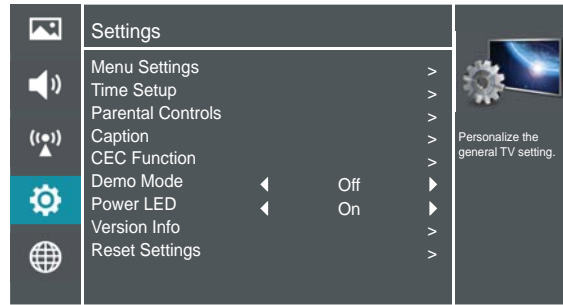 Settings
Menu Settings >
Time Setup >
Parental Controls >
Caption >
CEC Function >
Demo Mode Off
Power LED On
Version Info >
Reset Settings >
Personalize the
general TV setting.